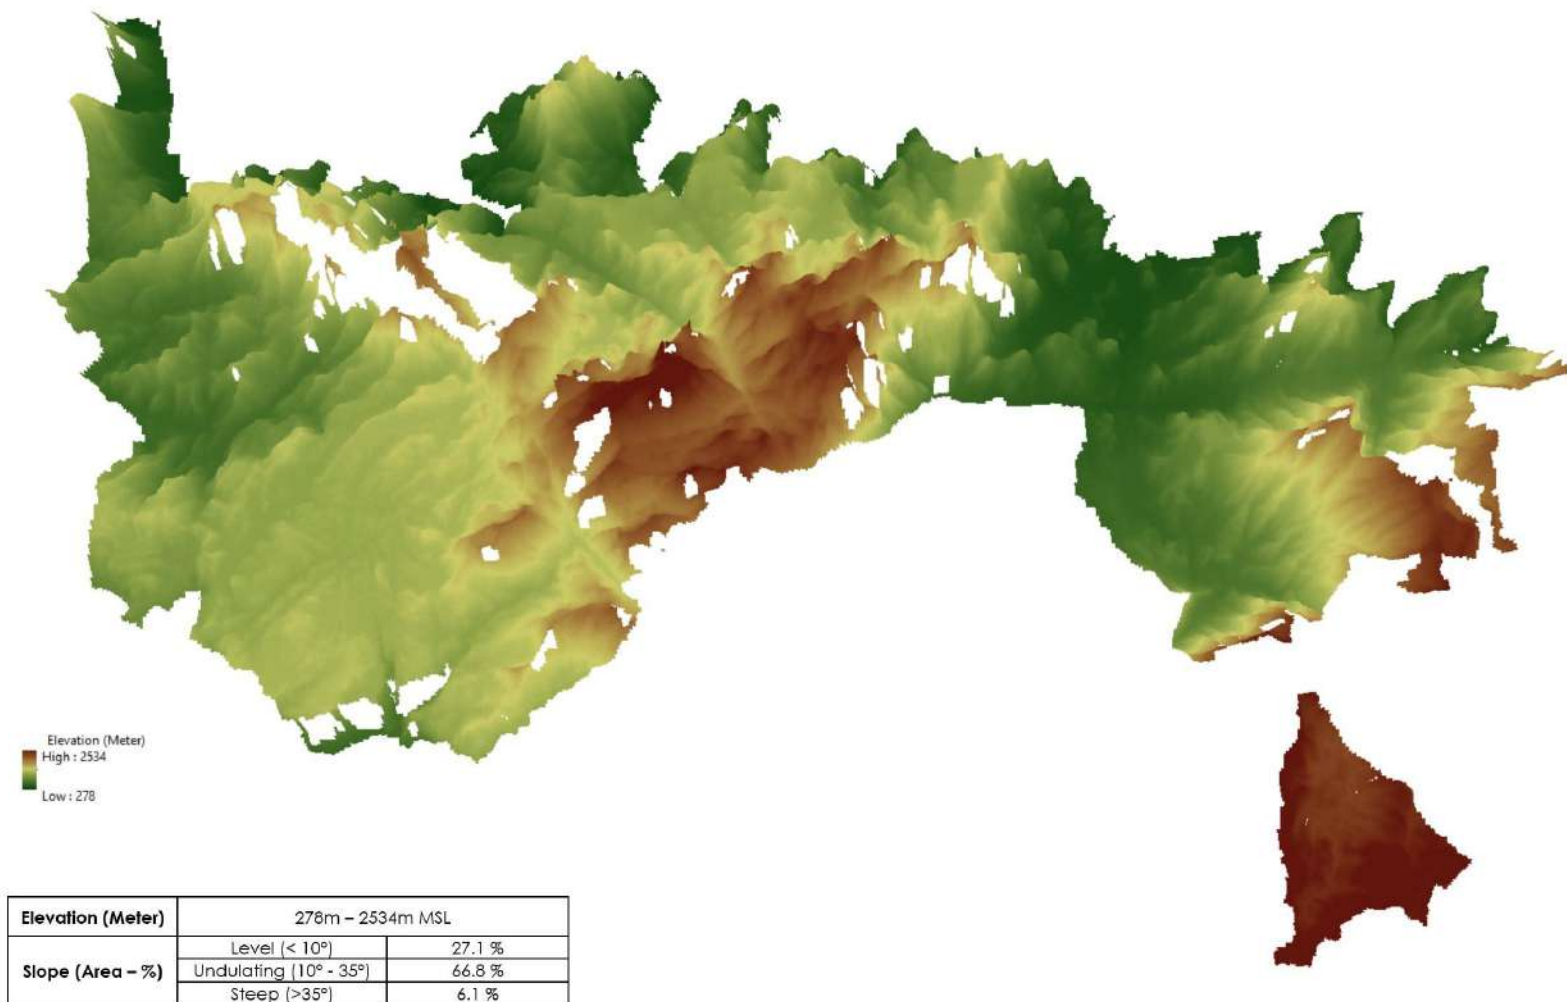 Elevation (Meter)
High : 2534
Low : 278
Elevation (Meter) 278m – 2534m MSL
Slope (Area – %) Level (< 10°) 27.1 %
Undulating (10° - 35°) 66.8 %
Steep (>35°) 6.1 %